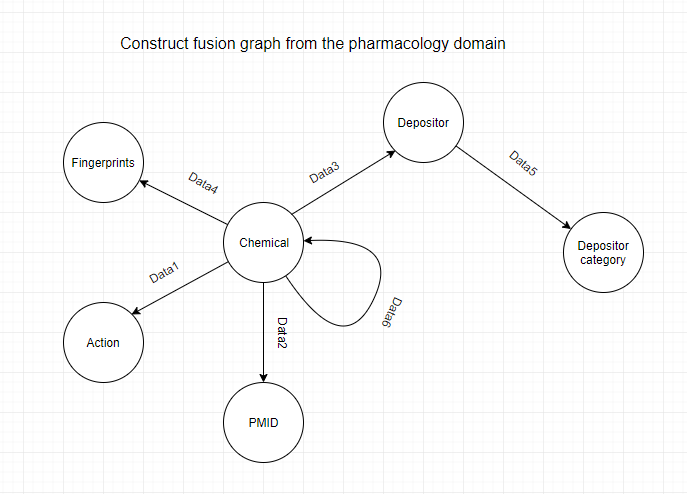 Construct fusion graph from the pharmacology domain
Depositor
Fingerprints
Data3
Data5
Data4
Chemical
Depositor
category
Data1
Data6
Data2
Action
PMID